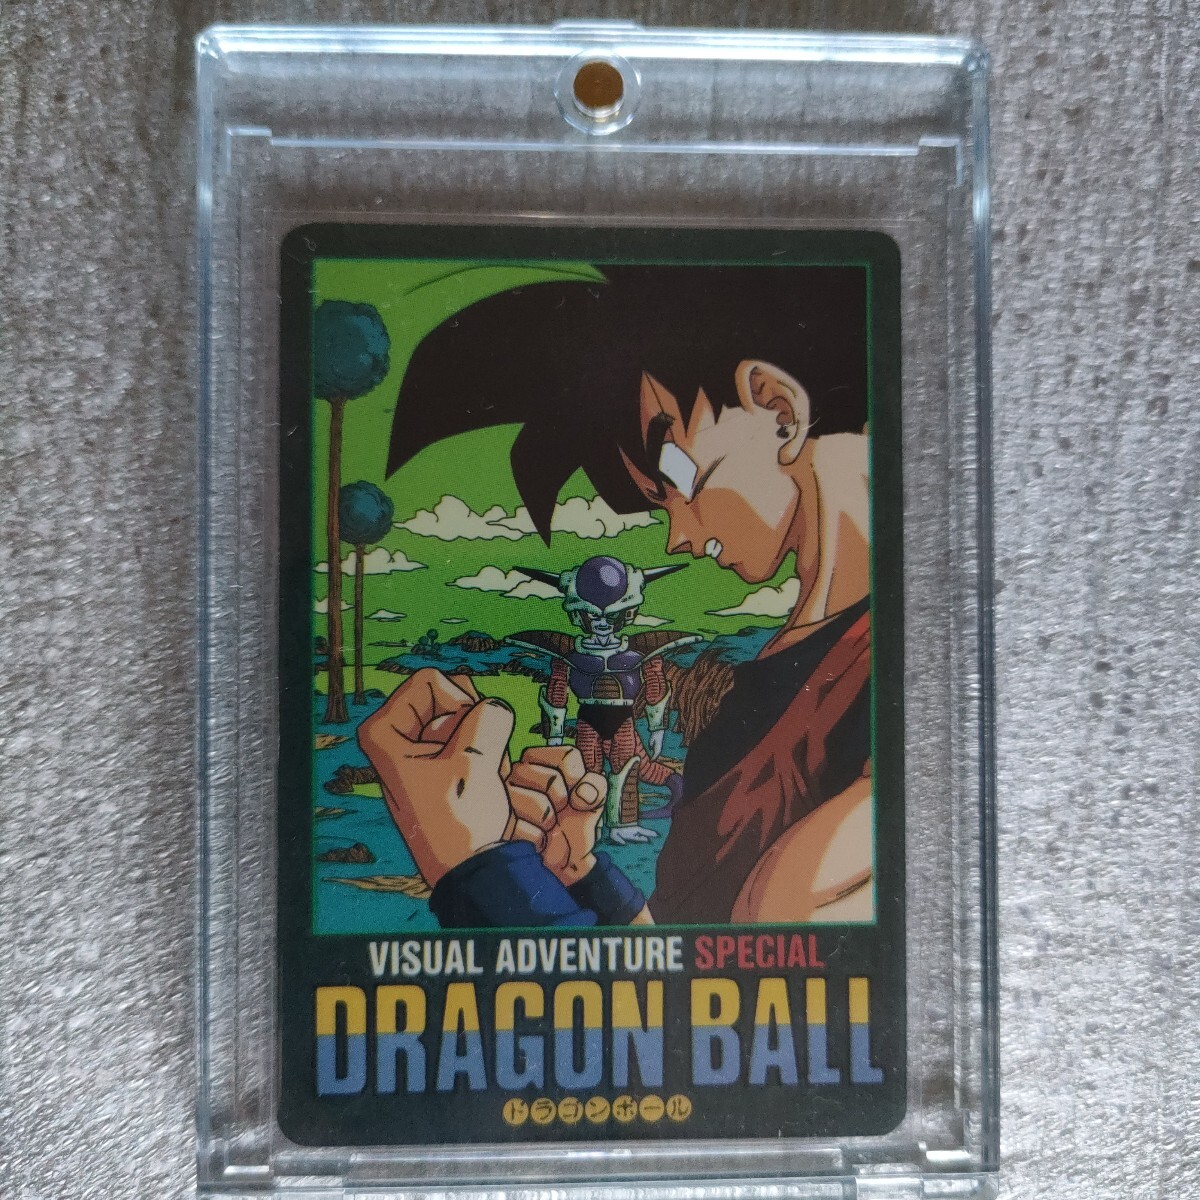 VISUAL ADVENTURE SPECIAL
DRAGON BALL
ドラゴンボール